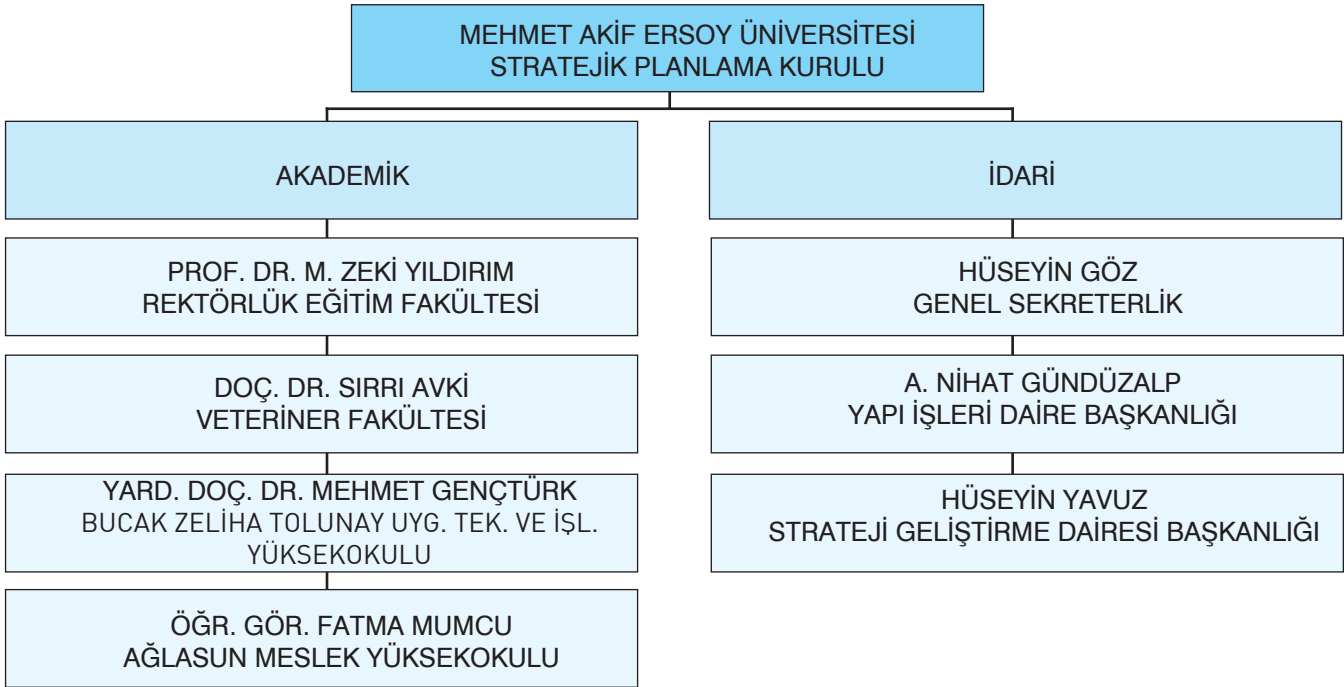 MEHMET AKİF ERSOY ÜNİVERSİTESİ
STRATEJİK PLANLAMA KURULU
AKADEMİK
PROF. DR. M. ZEKİ YILDIRIM
REKTÖRLÜK EĞİTİM FAKÜLTESİ
DOÇ. DR. SIRRI AVKİ
VETERİNER FAKÜLTESİ
YARD. DOÇ. DR. MEHMET GENÇTÜRK
BUCAK ZELİHA TOLUNAY UYG. TEK. VE İŞL.
YÜKSEKOKULU
ÖĞR. GÖR. FATMA MUMCU
AĞLASUN MESLEK YÜKSEKOKULU
İDARİ
HÜSEYİN GÖZ
GENEL SEKRETERLİK
A. NİHAT GÜNDÜZALP
YAPI İŞLERİ DAİRE BAŞKANLIĞI
HÜSEYİN YAVUZ
STRATEJİ GELİŞTİRME DAİRESİ BAŞKANLIĞI